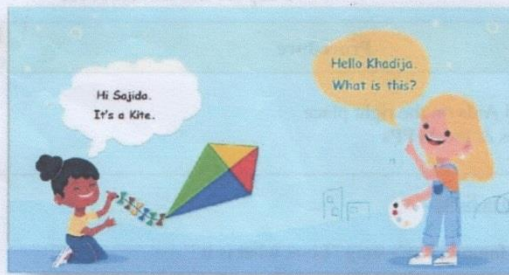 Hi Sajida.
It's a Kite.
Hello Khadija.
What is this?